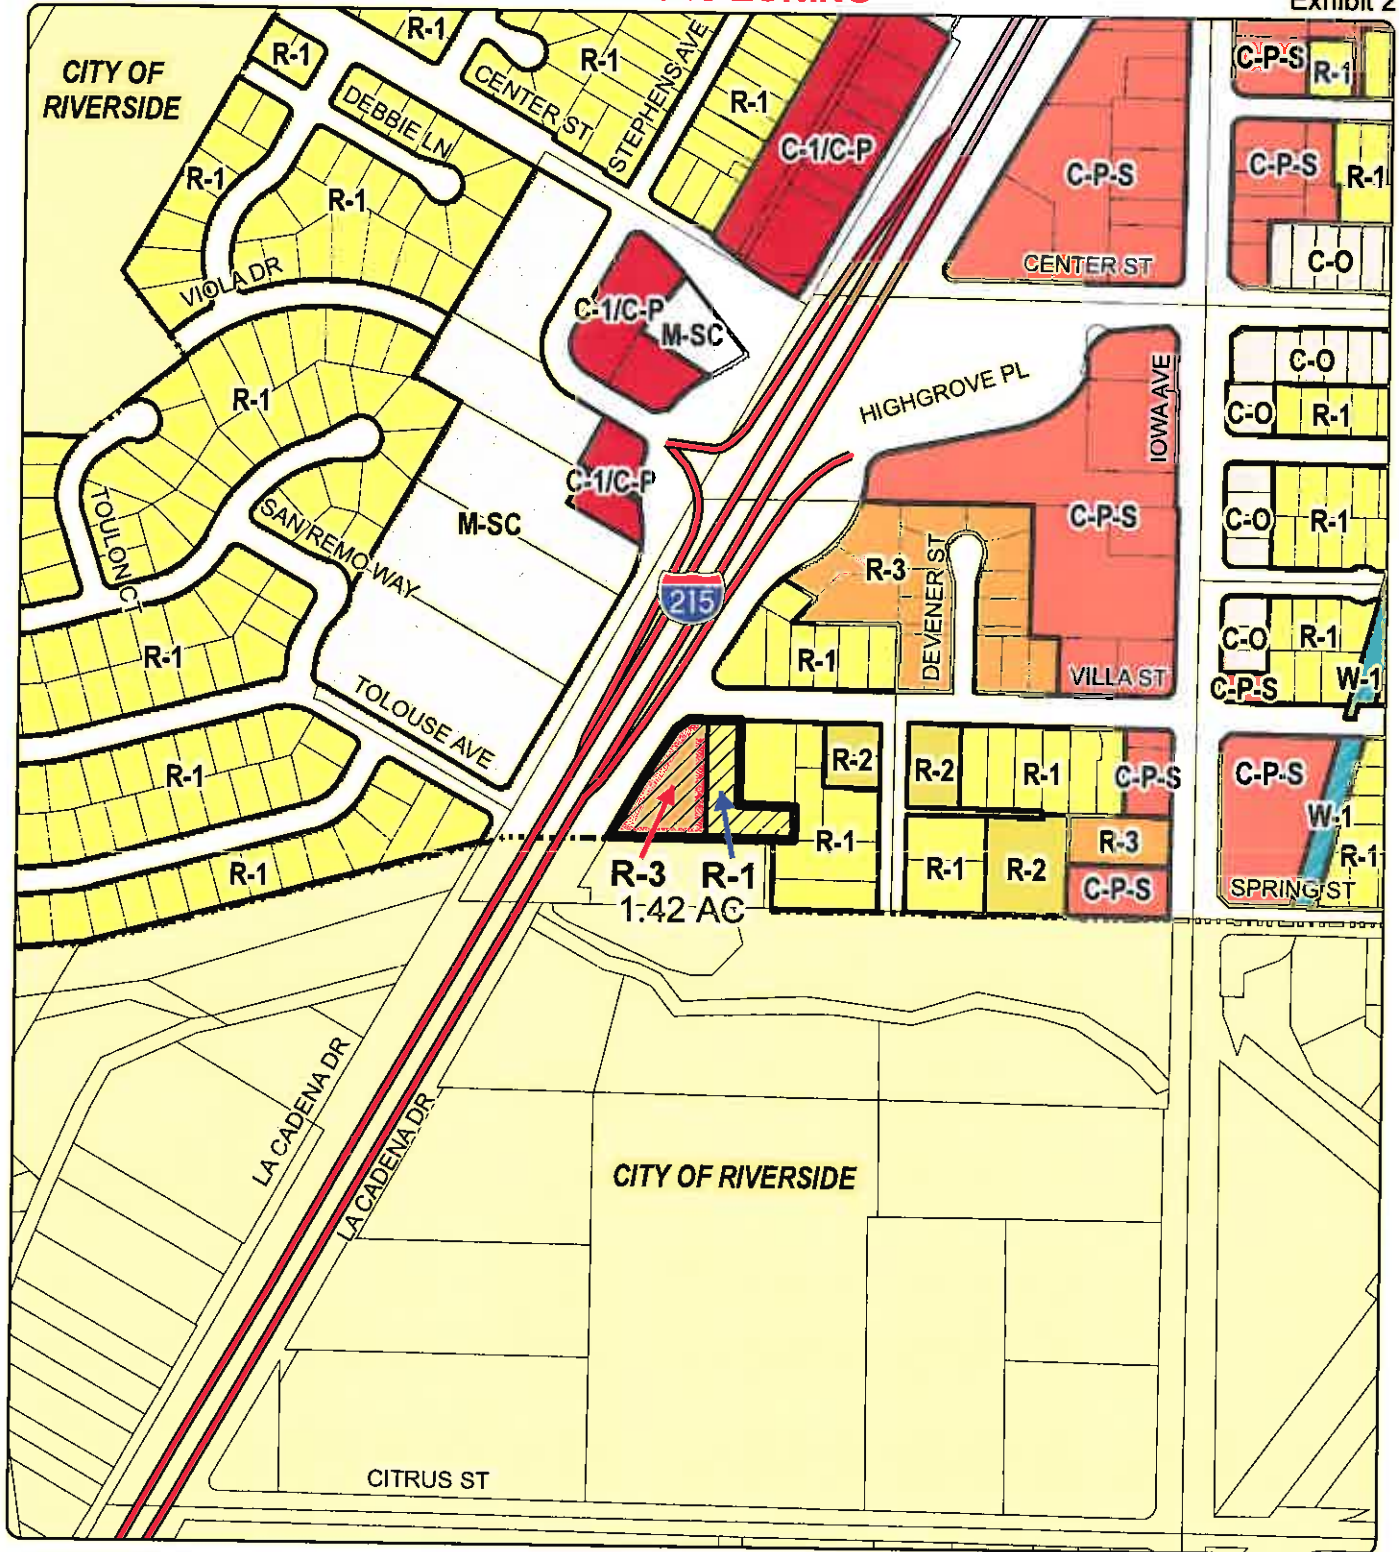 Exhibit 2
CITY OF
RIVERSIDE
R-1
R-1
R-1
CENTER ST
STEPHENS AVE
DEBBIE LN
R-1
C-1/C-P
C-P-S
C-P-S
R-1
R-1
R-1
C-P-S
R-1
VIOLA DR
CENTER ST
C-O
C-1/C-P
M-SC
HIGHGROVE PL
IOWA AVE
C-O
R-1
C-O
R-1
C-1/C-P
TOULON CT
SAN REMO WAY
M-SC
C-P-S
C-O
R-1
R-3
DEVENER ST
215
R-1
R-1
VILLA ST
C-O
R-1
C-P-S
W-1
TOLOUSE AVE
R-1
R-2
R-2
R-1
C-P-S
C-P-S
W-1
R-1
R-3
R-1
R-1
R-1
R-2
R-3
C-P-S
R-1
SPRING ST
1.42 AC
LA CADENA DR
LA CADENA DR
CITY OF RIVERSIDE
CITRUS ST